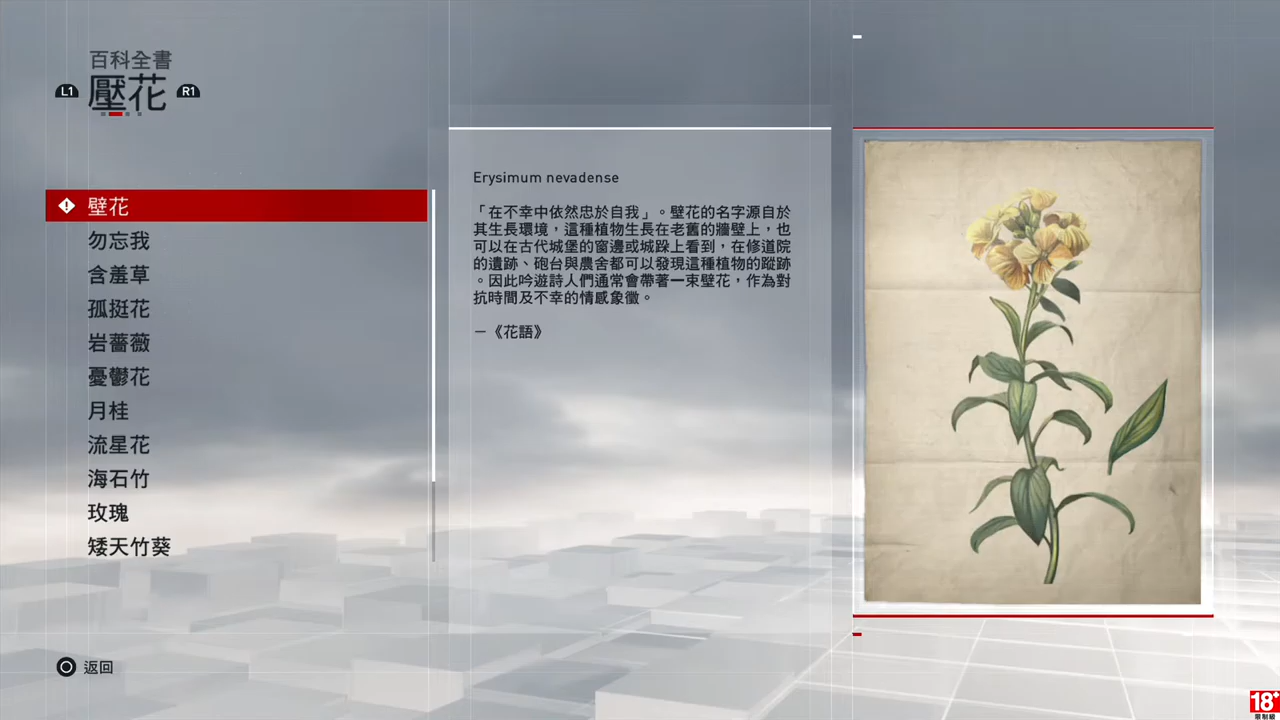 百科全書
L1 壓花 R1
壁花
勿忘我
含羞草
孤挺花
岩薔薇
憂鬱花
月桂
流星花
海石竹
玫瑰
矮天竹葵
Erysimum nevadense
「在不幸中依然忠於自我」。壁花的名字源自於
其生長環境，這種植物生長在老舊的牆壁上，也
可以在古代城堡的窗邊或城跺上看到，在修道院
的遺跡、砲台與農舍都可以發現這種植物的蹤跡
。因此吟遊詩人們通常會帶著一束壁花，作為對
抗時間及不幸的情感象徵。
－《花語》
返回
18+
限制級